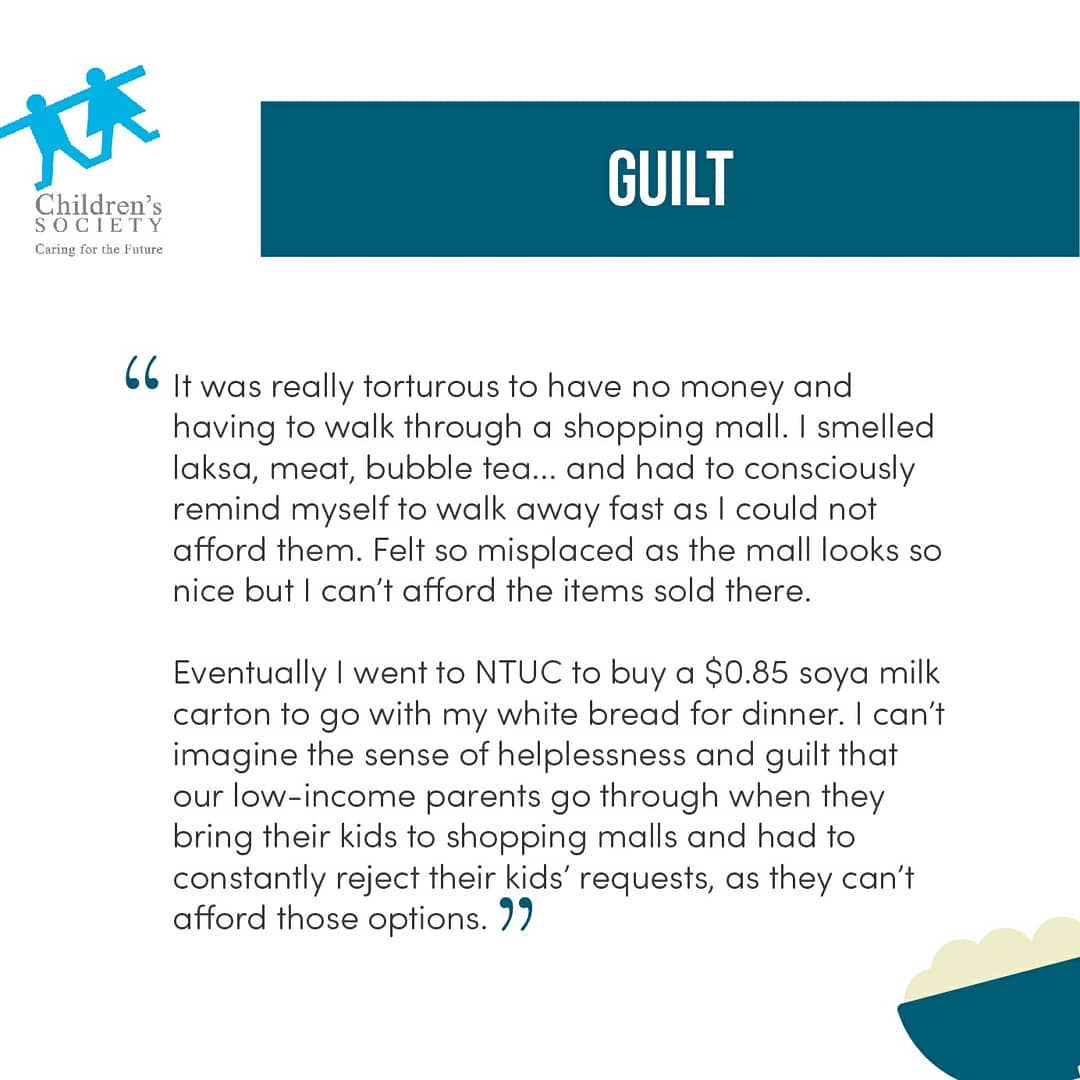 Children's
SOCIETY
Caring for the Future
GUILT
“ It was really torturous to have no money and
having to walk through a shopping mall. I smelled
laksa, meat, bubble tea... and had to consciously
remind myself to walk away fast as I could not
afford them. Felt so misplaced as the mall looks so
nice but I can't afford the items sold there.
Eventually I went to NTUC to buy a $0.85 soya milk
carton to go with my white bread for dinner. I can't
imagine the sense of helplessness and guilt that
our low-income parents go through when they
bring their kids to shopping malls and had to
constantly reject their kids' requests, as they can't
afford those options. ”